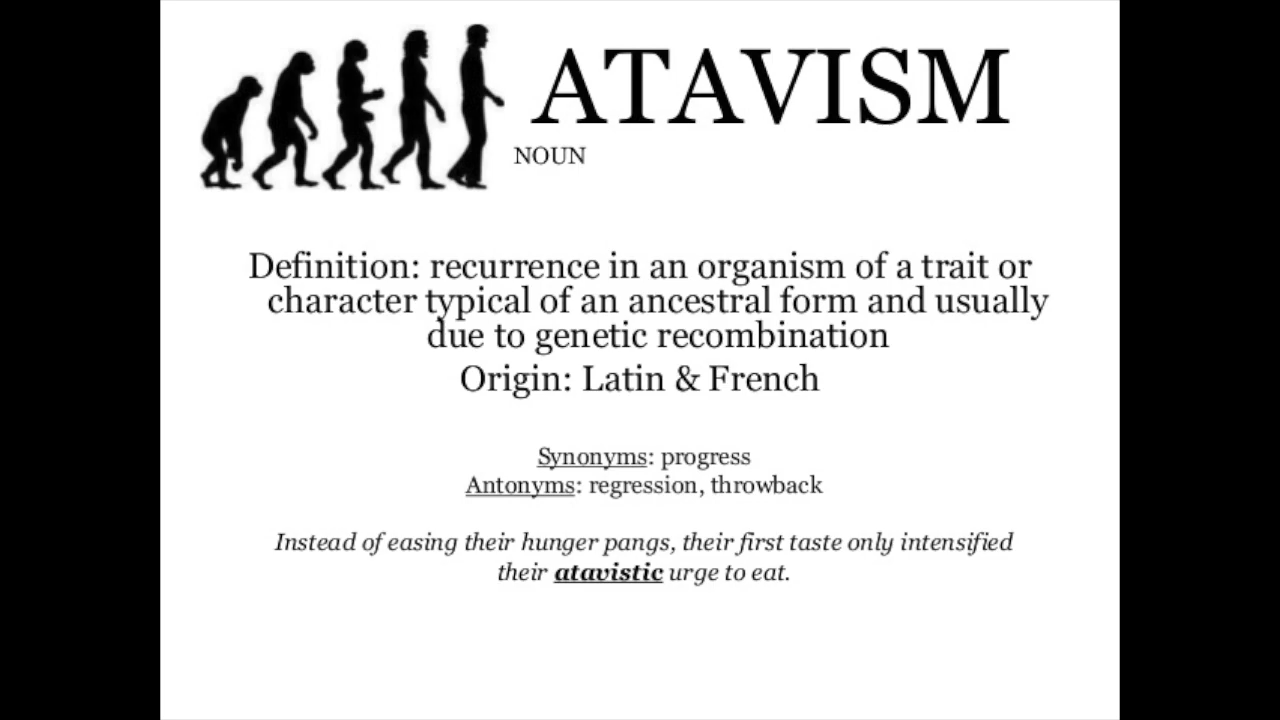 ATAVISM
NOUN
Definition: recurrence in an organism of a trait or
character typical of an ancestral form and usually
due to genetic recombination
Origin: Latin & French
Synonyms: progress
Antonyms: regression, throwback
Instead of easing their hunger pangs, their first taste only intensified
their atavistic urge to eat.